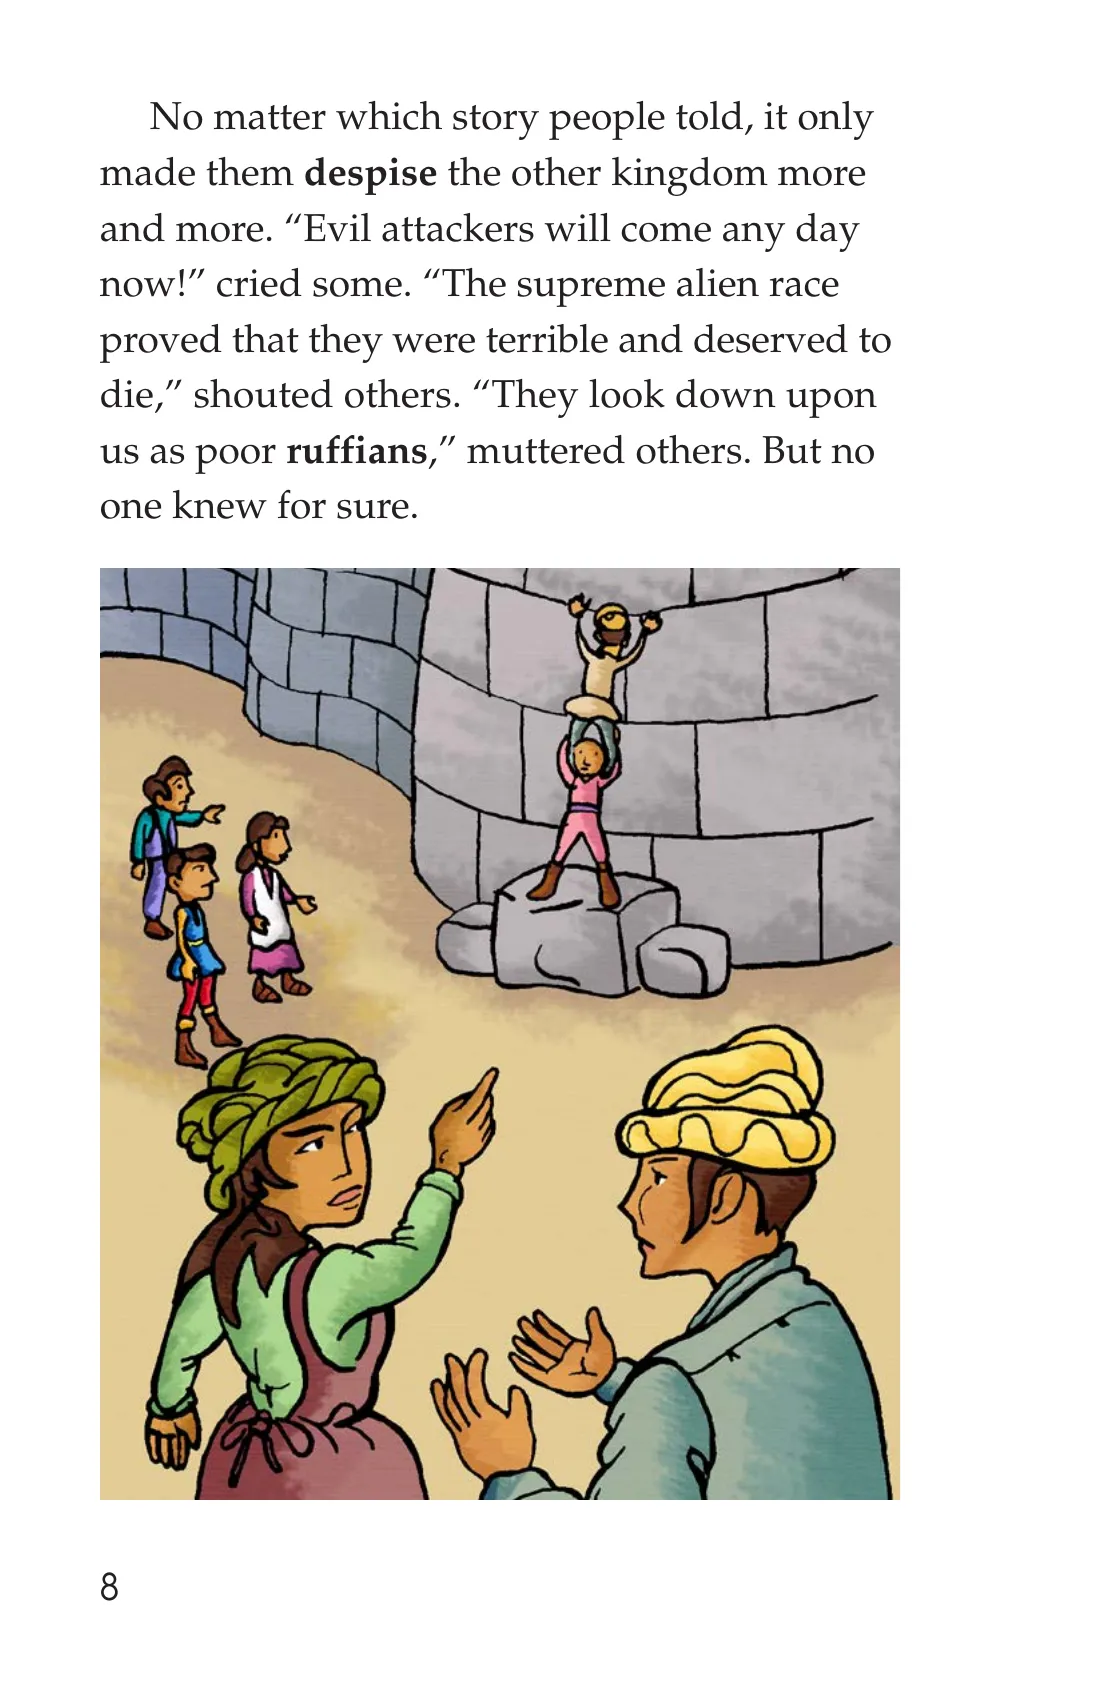 No matter which story people told, it only
made them despise the other kingdom more
and more. “Evil attackers will come any day
now!” cried some. “The supreme alien race
proved that they were terrible and deserved to
die,” shouted others. “They look down upon
us as poor ruffians,” muttered others. But no
one knew for sure.
8